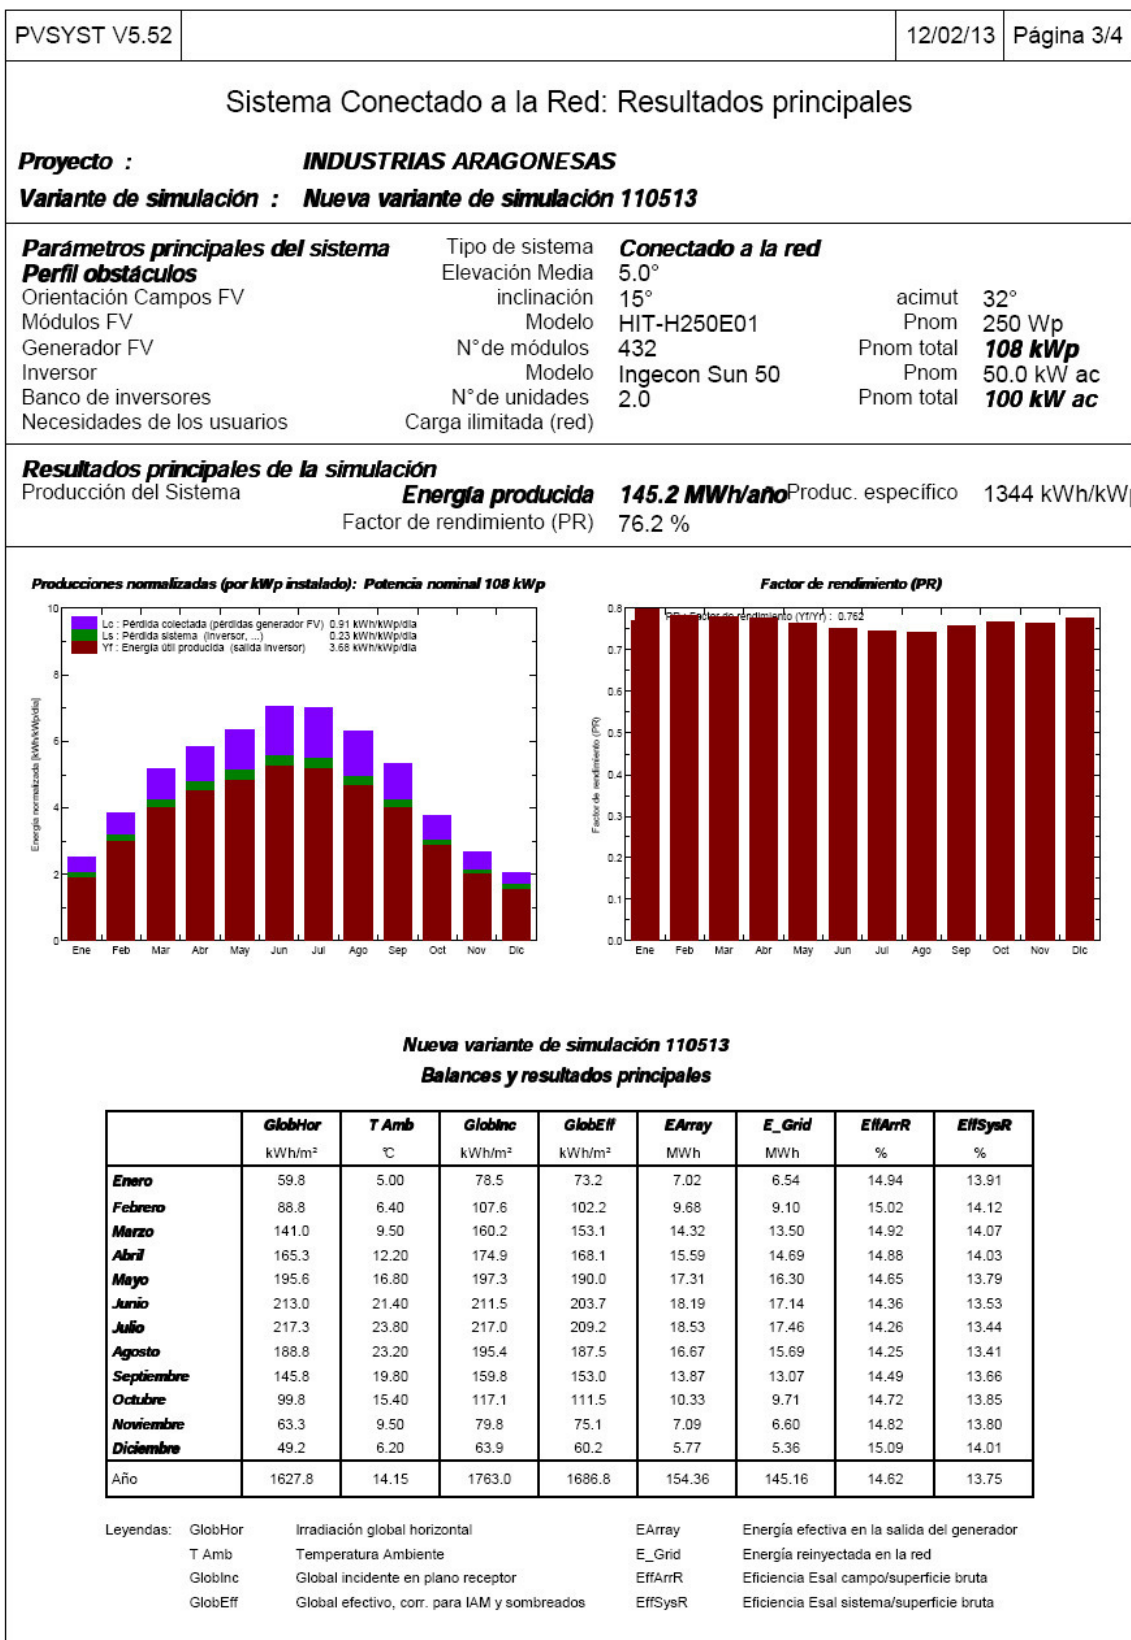 PVSYST V5.52 12/02/13 Página 3/4
Sistema Conectado a la Red: Resultados principales
Proyecto : INDUSTRIAS ARAGONESAS
Variante de simulación : Nueva variante de simulación 110513
Parámetros principales del sistema Tipo de sistema Conectado a la red
Perfil obstáculos Elevación Media 5.0°
Orientación Campos FV inclinación 15° acimut 32°
Módulos FV Modelo HIT-H250E01 Pnom 250 Wp
Generador FV N°de módulos 432 Pnom total 108 kWp
Inversor Modelo Ingecon Sun 50 Pnom 50.0 kW ac
Banco de inversores N°de unidades 2.0 Pnom total 100 kW ac
Necesidades de los usuarios Carga ilimitada (red)
Resultados principales de la simulación
Producción del Sistema Energía producida 145.2 MWh/año Produc. específico 1344 kWh/kWp
Factor de rendimiento (PR) 76.2 %
Producciones normalizadas (por kWp instalado): Potencia nominal 108 kWp
Lc : Pérdida colectada (pérdidas generador FV) 0.91 kWh/kWp/día
Ls : Pérdida sistema (inversor, ...) 0.23 kWh/kWp/día
Yf : Energía útil producida (salida inversor) 3.68 kWh/kWp/día
Energía normalizada [kWh/kWp/día]
10
8
6
4
2
0
Ene Feb Mar Abr May Jun Jul Ago Sep Oct Nov Dic
Factor de rendimiento (PR)
PR : Factor de rendimiento (Yf/Yr) : 0.762
Factor de rendimiento (PR)
0.8
0.7
0.6
0.5
0.4
0.3
0.2
0.1
0.0
Ene Feb Mar Abr May Jun Jul Ago Sep Oct Nov Dic
Nueva variante de simulación 110513
Balances y resultados principales
GlobHor T Amb GlobInc GlobEff EArray E_Grid EffArrR EffSysR
kWh/m² °C kWh/m² kWh/m² MWh MWh % %
Enero 59.8 5.00 78.5 73.2 7.02 6.54 14.94 13.91
Febrero 88.8 6.40 107.6 102.2 9.68 9.10 15.02 14.12
Marzo 141.0 9.50 160.2 153.1 14.32 13.50 14.92 14.07
Abril 165.3 12.20 174.9 168.1 15.59 14.69 14.88 14.03
Mayo 195.6 16.80 197.3 190.0 17.31 16.30 14.65 13.79
Junio 213.0 21.40 211.5 203.7 18.19 17.14 14.36 13.53
Julio 217.3 23.80 217.0 209.2 18.53 17.46 14.26 13.44
Agosto 188.8 23.20 195.4 187.5 16.67 15.69 14.25 13.41
Septiembre 145.8 19.80 159.8 153.0 13.87 13.07 14.49 13.66
Octubre 99.8 15.40 117.1 111.5 10.33 9.71 14.72 13.85
Noviembre 63.3 9.50 79.8 75.1 7.09 6.60 14.82 13.80
Diciembre 49.2 6.20 63.9 60.2 5.77 5.36 15.09 14.01
Año 1627.8 14.15 1763.0 1686.8 154.36 145.16 14.62 13.75
Leyendas: GlobHor Irradiación global horizontal EArray Energía efectiva en la salida del generador
T Amb Temperatura Ambiente E_Grid Energía reinyectada en la red
GlobInc Global incidente en plano receptor EffArrR Eficiencia Esal campo/superficie bruta
GlobEff Global efectivo, corr. para IAM y sombreados EffSysR Eficiencia Esal sistema/superficie bruta